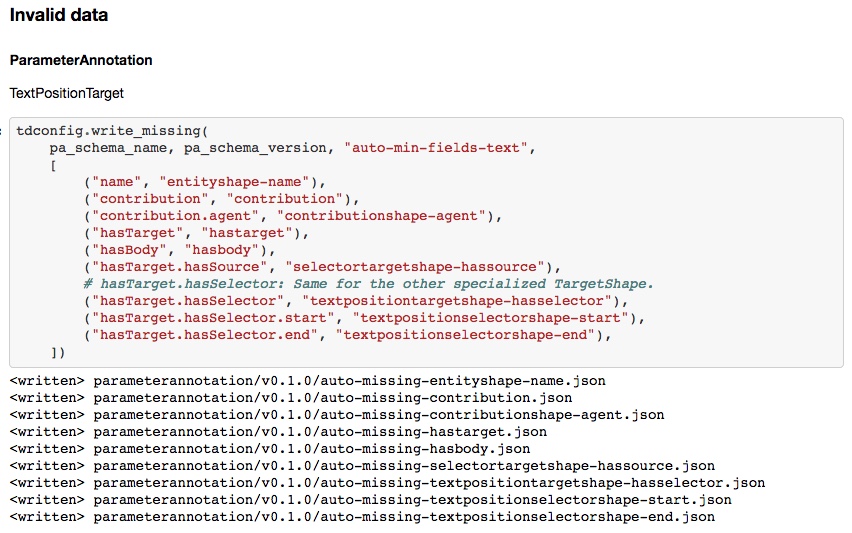 Invalid data
ParameterAnnotation
TextPositionTarget
: tdconfig.write_missing(
    pa_schema_name, pa_schema_version, "auto-min-fields-text",
    [
        ("name", "entityshape-name"),
        ("contribution", "contribution"),
        ("contribution.agent", "contributionshape-agent"),
        ("hasTarget", "hastarget"),
        ("hasBody", "hasbody"),
        ("hasTarget.hasSource", "selectortargetshape-hassource"),
        # hasTarget.hasSelector: Same for the other specialized TargetShape.
        ("hasTarget.hasSelector", "textpositiontargetshape-hasselector"),
        ("hasTarget.hasSelector.start", "textpositionselectorshape-start"),
        ("hasTarget.hasSelector.end", "textpositionselectorshape-end"),
    ])
<written> parameterannotation/v0.1.0/auto-missing-entityshape-name.json
<written> parameterannotation/v0.1.0/auto-missing-contribution.json
<written> parameterannotation/v0.1.0/auto-missing-contributionshape-agent.json
<written> parameterannotation/v0.1.0/auto-missing-hastarget.json
<written> parameterannotation/v0.1.0/auto-missing-hasbody.json
<written> parameterannotation/v0.1.0/auto-missing-selectortargetshape-hassource.json
<written> parameterannotation/v0.1.0/auto-missing-textpositiontargetshape-hasselector.json
<written> parameterannotation/v0.1.0/auto-missing-textpositionselectorshape-start.json
<written> parameterannotation/v0.1.0/auto-missing-textpositionselectorshape-end.json